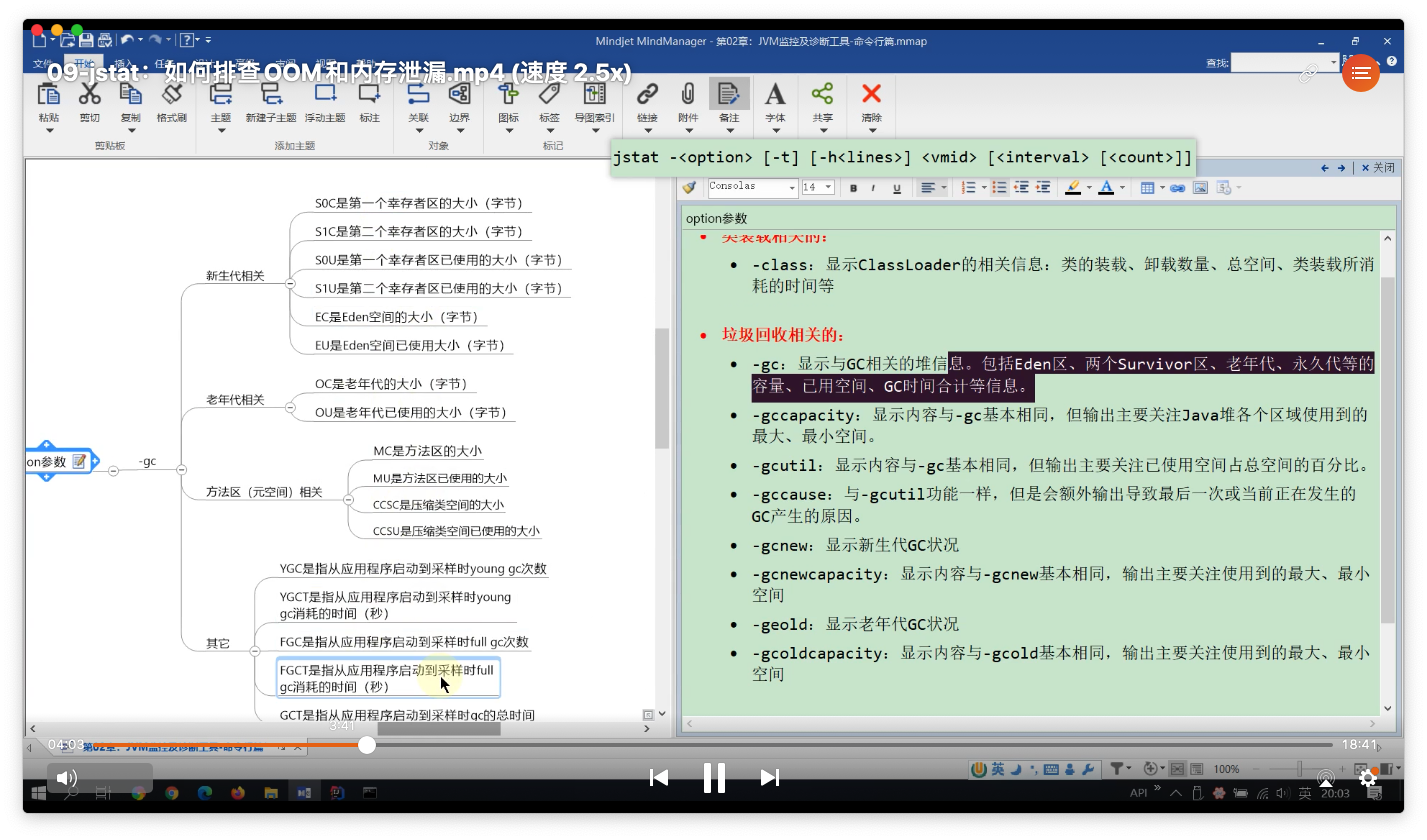 Mindjet MindManager - 第02章：JVM监控及诊断工具-命令行篇.mmap
文件 开始 插入
查找:
09-jstat：如何排查OOM和内存泄漏.mp4 (速度 2.5x)
粘贴 剪切 复制 格式刷 主题 新建子主题 浮动主题 标注 关联 边界 图标 标签 导图索引 链接 附件 备注 字体 共享 清除
剪贴板 添加主题 对象 标记
jstat -<option> [-t] [-h<lines>] <vmid> [<interval> [<count>]]
关闭
Consolas 14 B I U A
option参数
类装载相关的:
-class：显示ClassLoader的相关信息：类的装载、卸载数量、总空间、类装载所消
耗的时间等
垃圾回收相关的:
-gc：显示与GC相关的堆信息。包括Eden区、两个Survivor区、老年代、永久代等的
容量、已用空间、GC时间合计等信息。
-gccapacity：显示内容与-gc基本相同，但输出主要关注Java堆各个区域使用到的
最大、最小空间。
-gcutil：显示内容与-gc基本相同，但输出主要关注已使用空间占总空间的百分比。
-gccause：与-gcutil功能一样，但是会额外输出导致最后一次或当前正在发生的
GC产生的原因。
-gcnew：显示新生代GC状况
-gcnewcapacity：显示内容与-gcnew基本相同，输出主要关注使用到的最大、最小
空间
-geold：显示老年代GC状况
-gcoldcapacity：显示内容与-gcold基本相同，输出主要关注使用到的最大、最小
空间
on参数
-gc
新生代相关
S0C是第一个幸存者区的大小（字节）
S1C是第二个幸存者区的大小（字节）
S0U是第一个幸存者区已使用的大小（字节）
S1U是第二个幸存者区已使用的大小（字节）
EC是Eden空间的大小（字节）
EU是Eden空间已使用大小（字节）
老年代相关
OC是老年代的大小（字节）
OU是老年代已使用的大小（字节）
方法区（元空间）相关
MC是方法区的大小
MU是方法区已使用的大小
CCSC是压缩类空间的大小
CCSU是压缩类空间已使用的大小
其它
YGC是指从应用程序启动到采样时young gc次数
YGCT是指从应用程序启动到采样时young
gc消耗的时间（秒）
FGC是指从应用程序启动到采样时full gc次数
FGCT是指从应用程序启动到采样时full
gc消耗的时间（秒）
GCT是指从应用程序启动到采样时gc的总时间
3:41
04:03
第02章：JVM监控及诊断工具-命令行篇
18:41
英
100%
API
英 20:03